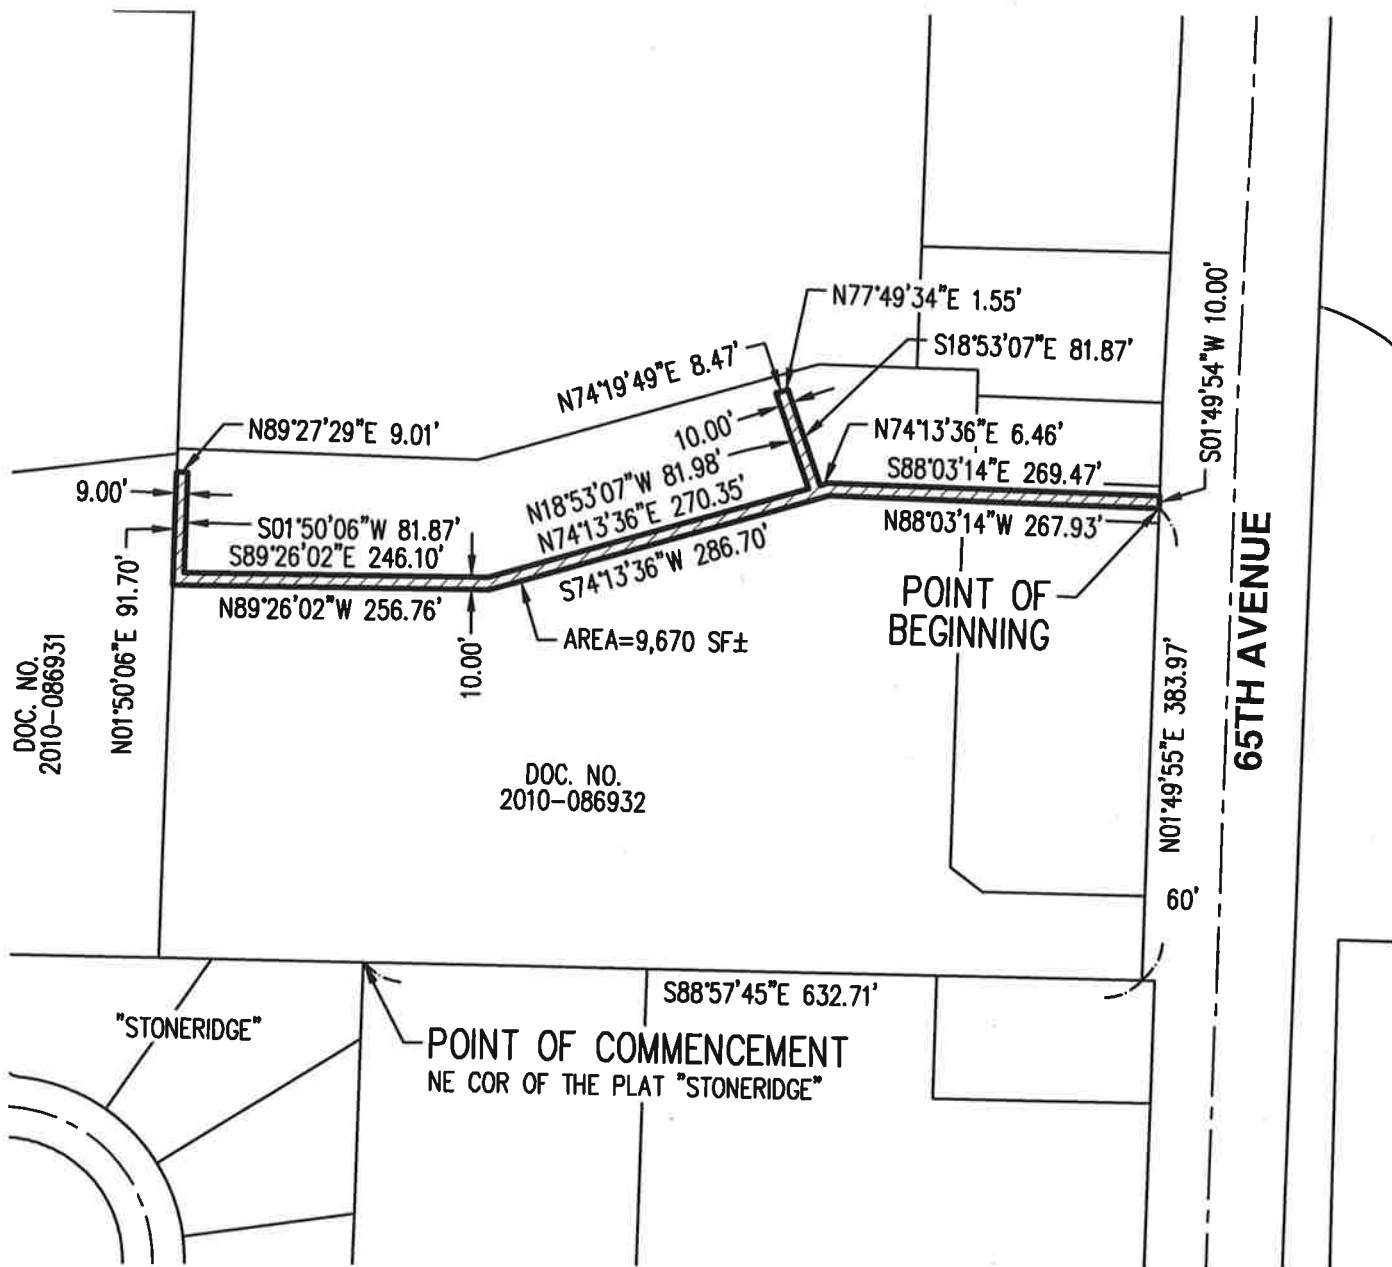 N77°49'34"E 1.55'
S18°53'07"E 81.87'
N74°19'49"E 8.47'
S01°49'54"W 10.00'
N89°27'29"E 9.01'
10.00'
N74°13'36"E 6.46'
S88°03'14"E 269.47'
9.00'
N18°53'07"W 81.98'
N74°13'36"E 270.35'
S01°50'06"W 81.87'
S89°26'02"E 246.10'
N88°03'14"W 267.93'
S74°13'36"W 286.70'
N89°26'02"W 256.76'
POINT OF
BEGINNING
AREA=9,670 SF±
10.00'
N01°50'06"E 91.70'
DOC. NO.
2010-086931
65TH AVENUE
N01°49'55"E 383.97'
DOC. NO.
2010-086932
60'
S88°57'45"E 632.71'
"STONERIDGE"
POINT OF COMMENCEMENT
NE COR OF THE PLAT "STONERIDGE"